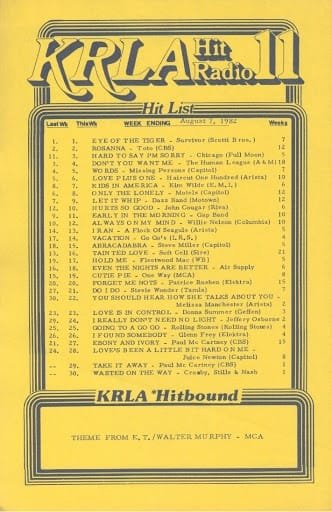 KRLA Hit Radio 11
Hit List
Last Wk This Wk WEEK ENDING August 7, 1982 Weeks
1. 1. EYE OF THE TIGER - Survivor (Scotti Bros.) 7
2. 2. ROSANNA - Toto (CBS) 12
11. 3. HARD TO SAY I'M SORRY - Chicago (Full Moon) 5
3. 4. DON'T YOU WANT ME - The Human League (A&M) 18
4. 5. WORDS - Missing Persons (Capitol) 7
5. 6. LOVE PLUS ONE - Haircut One Hundred (Arista) 10
8. 7. KIDS IN AMERICA - Kim Wilde (E.M.I.) 6
6. 8. ONLY THE LONELY - Motels (Capitol) 7
7. 9. LET IT WHIP - Dazz Band (Motown) 12
12. 10. HURTS SO GOOD - John Cougar (Riva) 6
9. 11. EARLY IN THE MORNING - Gap Band
10. 12. ALWAYS ON MY MIND - Willie Nelson (Columbia) 10
14. 13. I RAN - A Flock Of Seagulls (Arista) 5
17. 14. VACATION - Go Go's (I.R.S.) 4
18. 15. ABRACADABRA - Steve Miller (Capitol) 5
13. 16. TAINTED LOVE - Soft Cell (Sire) 21
19. 17. HOLD ME - Fleetwood Mac (WB) 5
16. 18. EVEN THE NIGHTS ARE BETTER - Air Supply 6
15. 19. CUTIE PIE - One Way (MCA) 8
20. 20. FORGET ME NOTS - Patrice Rushen (Elektra) 15
21. 21. DO I DO - Stevie Wonder (Tamla) 8
30. 22. YOU SHOULD HEAR HOW SHE TALKS ABOUT YOU -
Melissa Manchester (Arista) 2
23. 23. LOVE IS IN CONTROL - Donna Summer (Geffen) 3
29. 24. I REALLY DON'T NEED NO LIGHT - Jeffery Osborne 2
25. 25. GOING TO A GO GO - Rolling Stones (Rolling Stones) 4
26. 26. I FOUND SOMEBODY - Glenn Frey (Elektra) 4
27. 27. EBONY AND IVORY - Paul Mc Cartney (CBS) 15
24. 28. LOVE'S BEEN A LITTLE BIT HARD ON ME -
Juice Newton (Capitol) 8
-- 29. TAKE IT AWAY - Paul Mc Cartney (CBS) 1
-- 30. WASTED ON THE WAY - Crosby, Stills & Nash 1
KRLA Hitbound
THEME FROM E.T./WALTER MURPHY - MCA